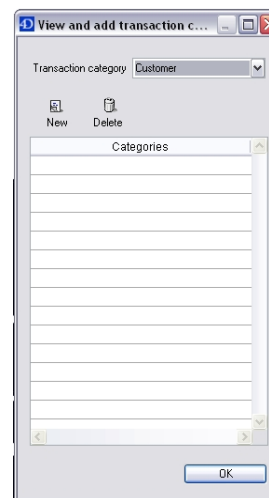 View and add transaction c...
Transaction category Customer
New Delete
Categories
OK